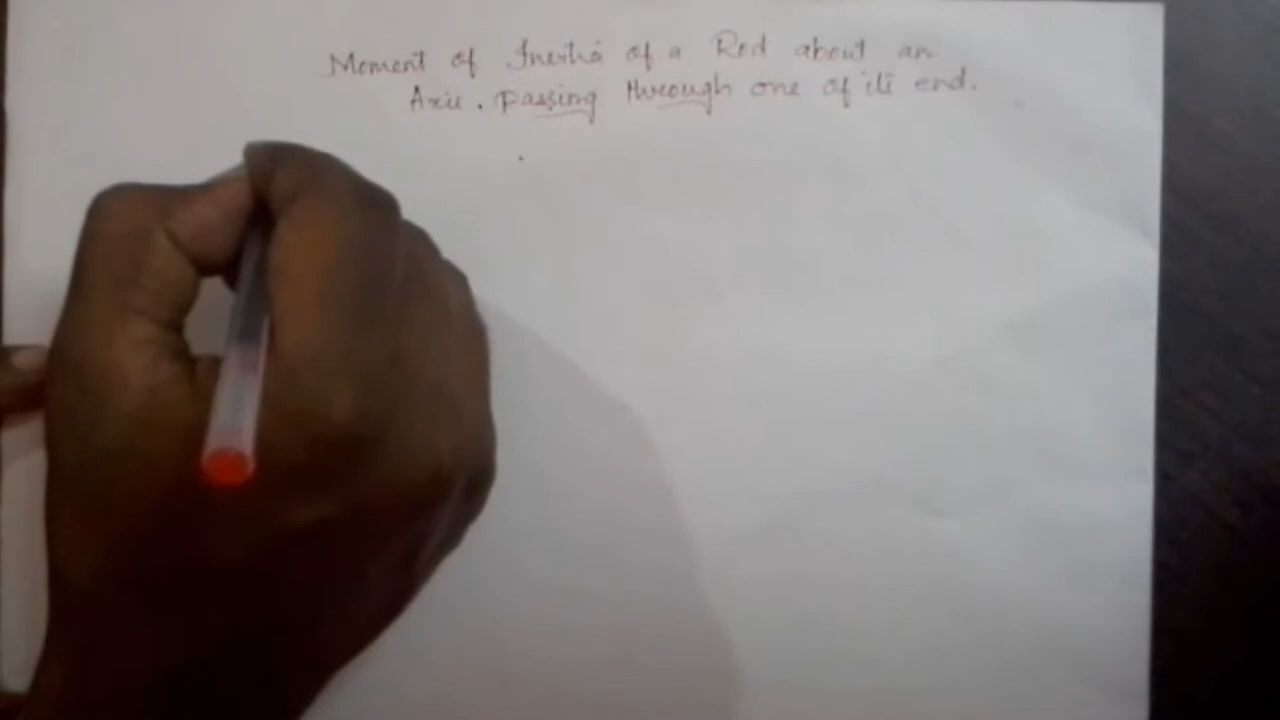 Moment of Inertia of a Rod about an
Axis. passing through one of its end.